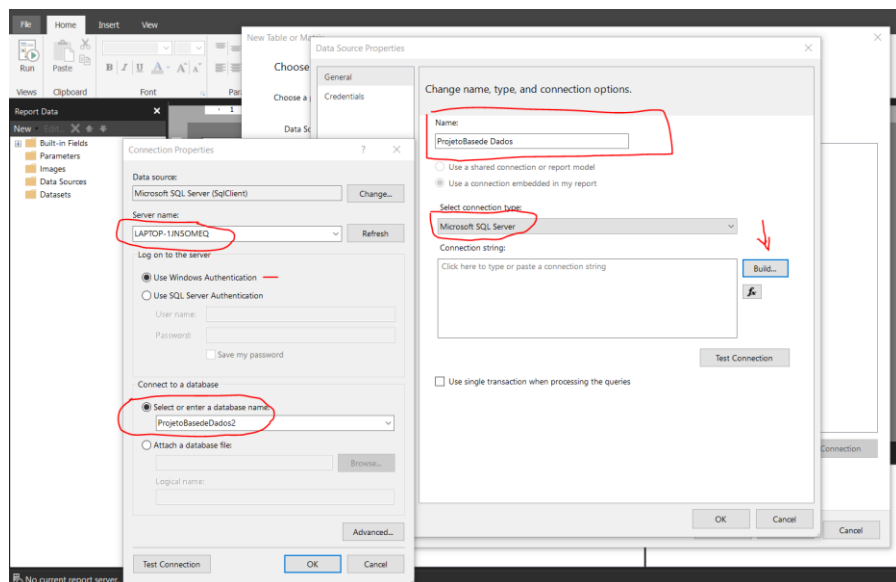 File Home Insert View
Run Paste B I U A A A
Views Clipboard Font Par
Report Data
New Edit...
Built-in Fields
Parameters
Images
Data Sources
Datasets
No current report server
New Table or Matrix
Choose
Choose a
Data So
Connection
Cancel
Data Source Properties
General
Credentials
Change name, type, and connection options.
Name:
ProjetoBasede Dados
Use a shared connection or report model
Use a connection embedded in my report
Select connection type:
Microsoft SQL Server
Connection string:
Click here to type or paste a connection string
Build...
fx
Test Connection
Use single transaction when processing the queries
OK Cancel
Connection Properties ?
Data source:
Microsoft SQL Server (SqlClient) Change...
Server name:
LAPTOP-1JNSOMEQ Refresh
Log on to the server
Use Windows Authentication
Use SQL Server Authentication
User name:
Password:
Save my password
Connect to a database
Select or enter a database name:
ProjetoBasedeDados2
Attach a database file:
Browse...
Logical name:
Advanced...
Test Connection OK Cancel